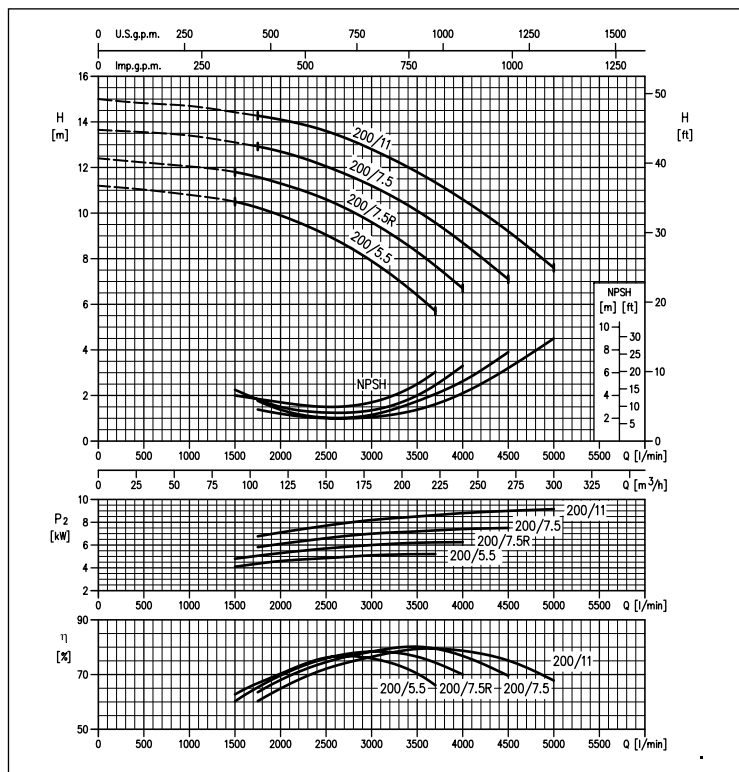 0 U.S.g.p.m. 250 500 750 1000 1250 1500
0 Imp.g.p.m. 250 500 750 1000 1250
16
14
12
10
8
6
4
2
0
H
[m]
50
40
30
20
10
0
H
[ft]
200/11
200/7.5
200/7.5R
200/5.5
NPSH
NPSH
[m] [ft]
10
8
6
4
2
30
25
20
15
10
5
0 500 1000 1500 2000 2500 3000 3500 4000 4500 5000 Q [l/min]
0 25 50 75 100 125 150 175 200 225 250 275 300 325 Q [m³/h]
P2
[kW]
10
8
6
4
2
200/11
200/7.5
200/7.5R
200/5.5
0 500 1000 1500 2000 2500 3000 3500 4000 4500 5000 5500 Q [l/min]
η
[%]
90
70
50
200/11
200/5.5 200/7.5R 200/7.5
0 500 1000 1500 2000 2500 3000 3500 4000 4500 5000 5500 Q [l/min]